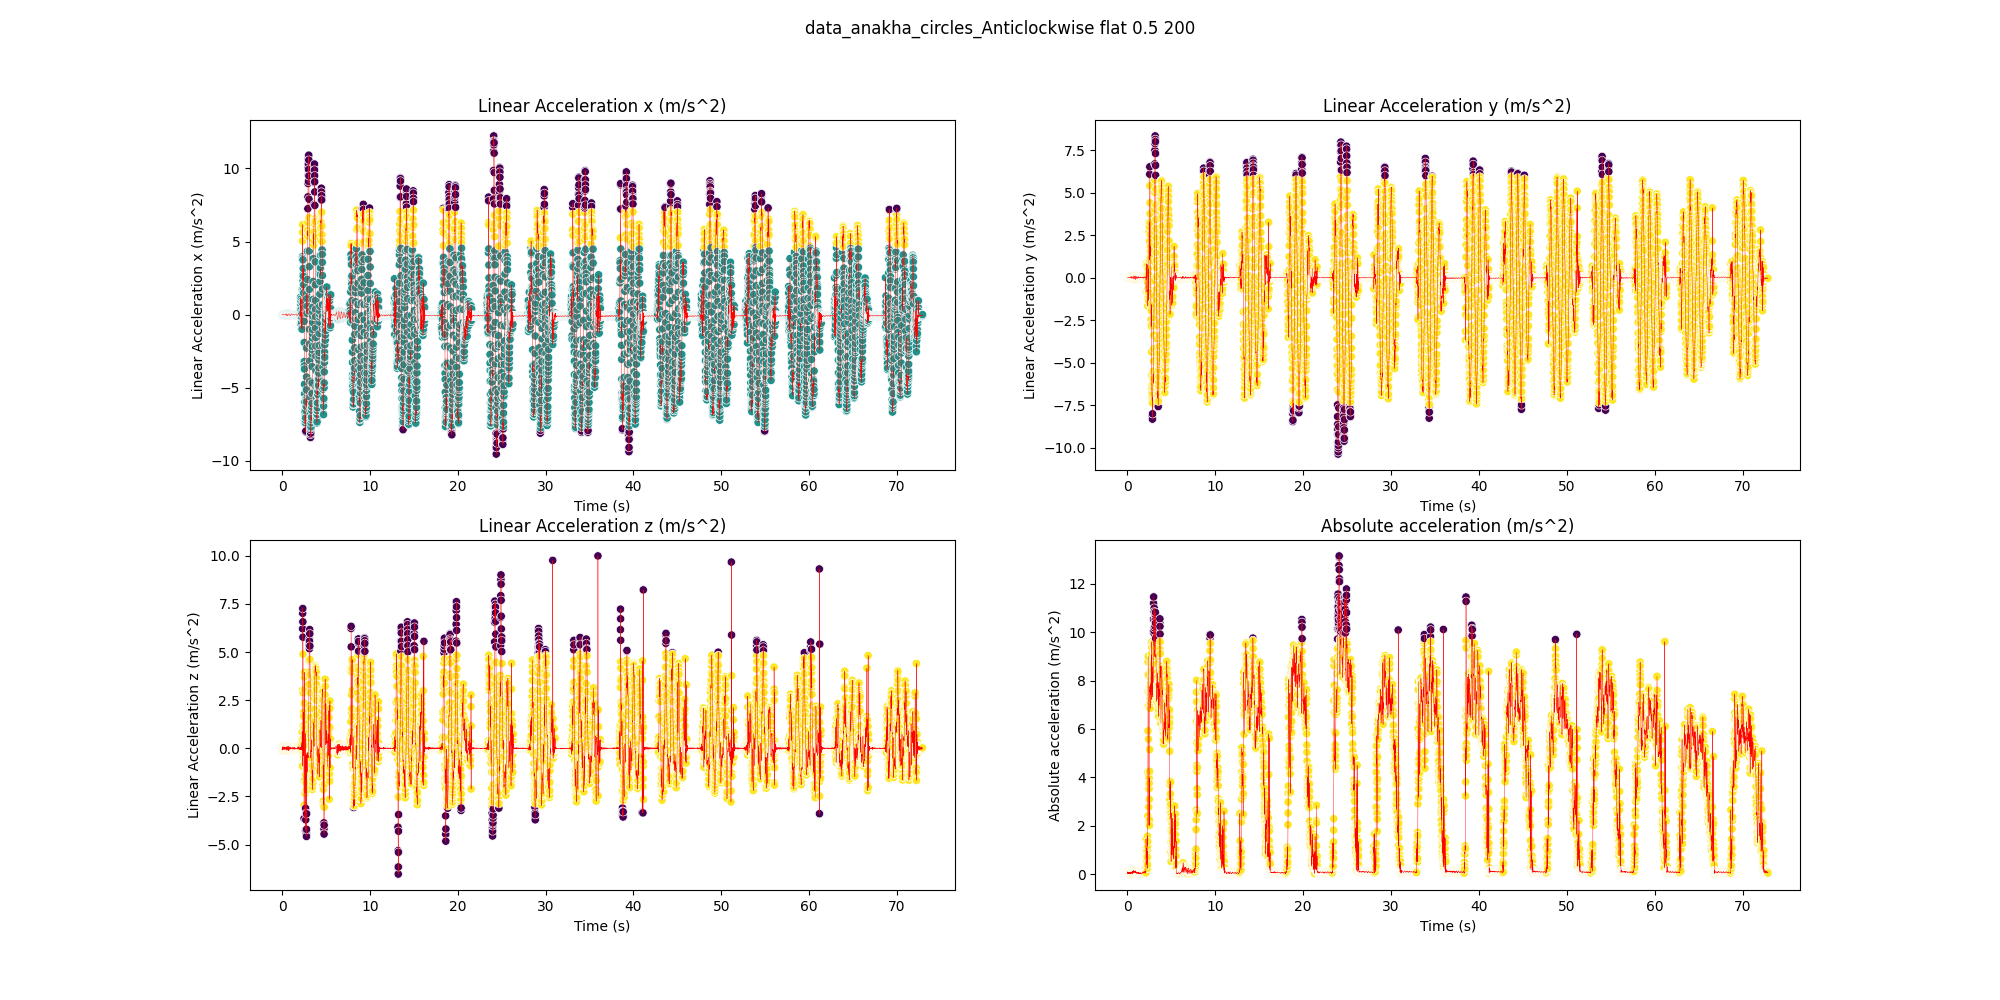 data_anakha_circles_Anticlockwise flat 0.5 200
Linear Acceleration x (m/s^2)
Linear Acceleration x (m/s^2)
10
5
0
−5
−10
0 10 20 30 40 50 60 70
Time (s)
Linear Acceleration y (m/s^2)
Linear Acceleration y (m/s^2)
7.5
5.0
2.5
0.0
−2.5
−5.0
−7.5
−10.0
0 10 20 30 40 50 60 70
Time (s)
Linear Acceleration z (m/s^2)
Linear Acceleration z (m/s^2)
10.0
7.5
5.0
2.5
0.0
−2.5
−5.0
0 10 20 30 40 50 60 70
Time (s)
Absolute acceleration (m/s^2)
Absolute acceleration (m/s^2)
12
10
8
6
4
2
0
0 10 20 30 40 50 60 70
Time (s)